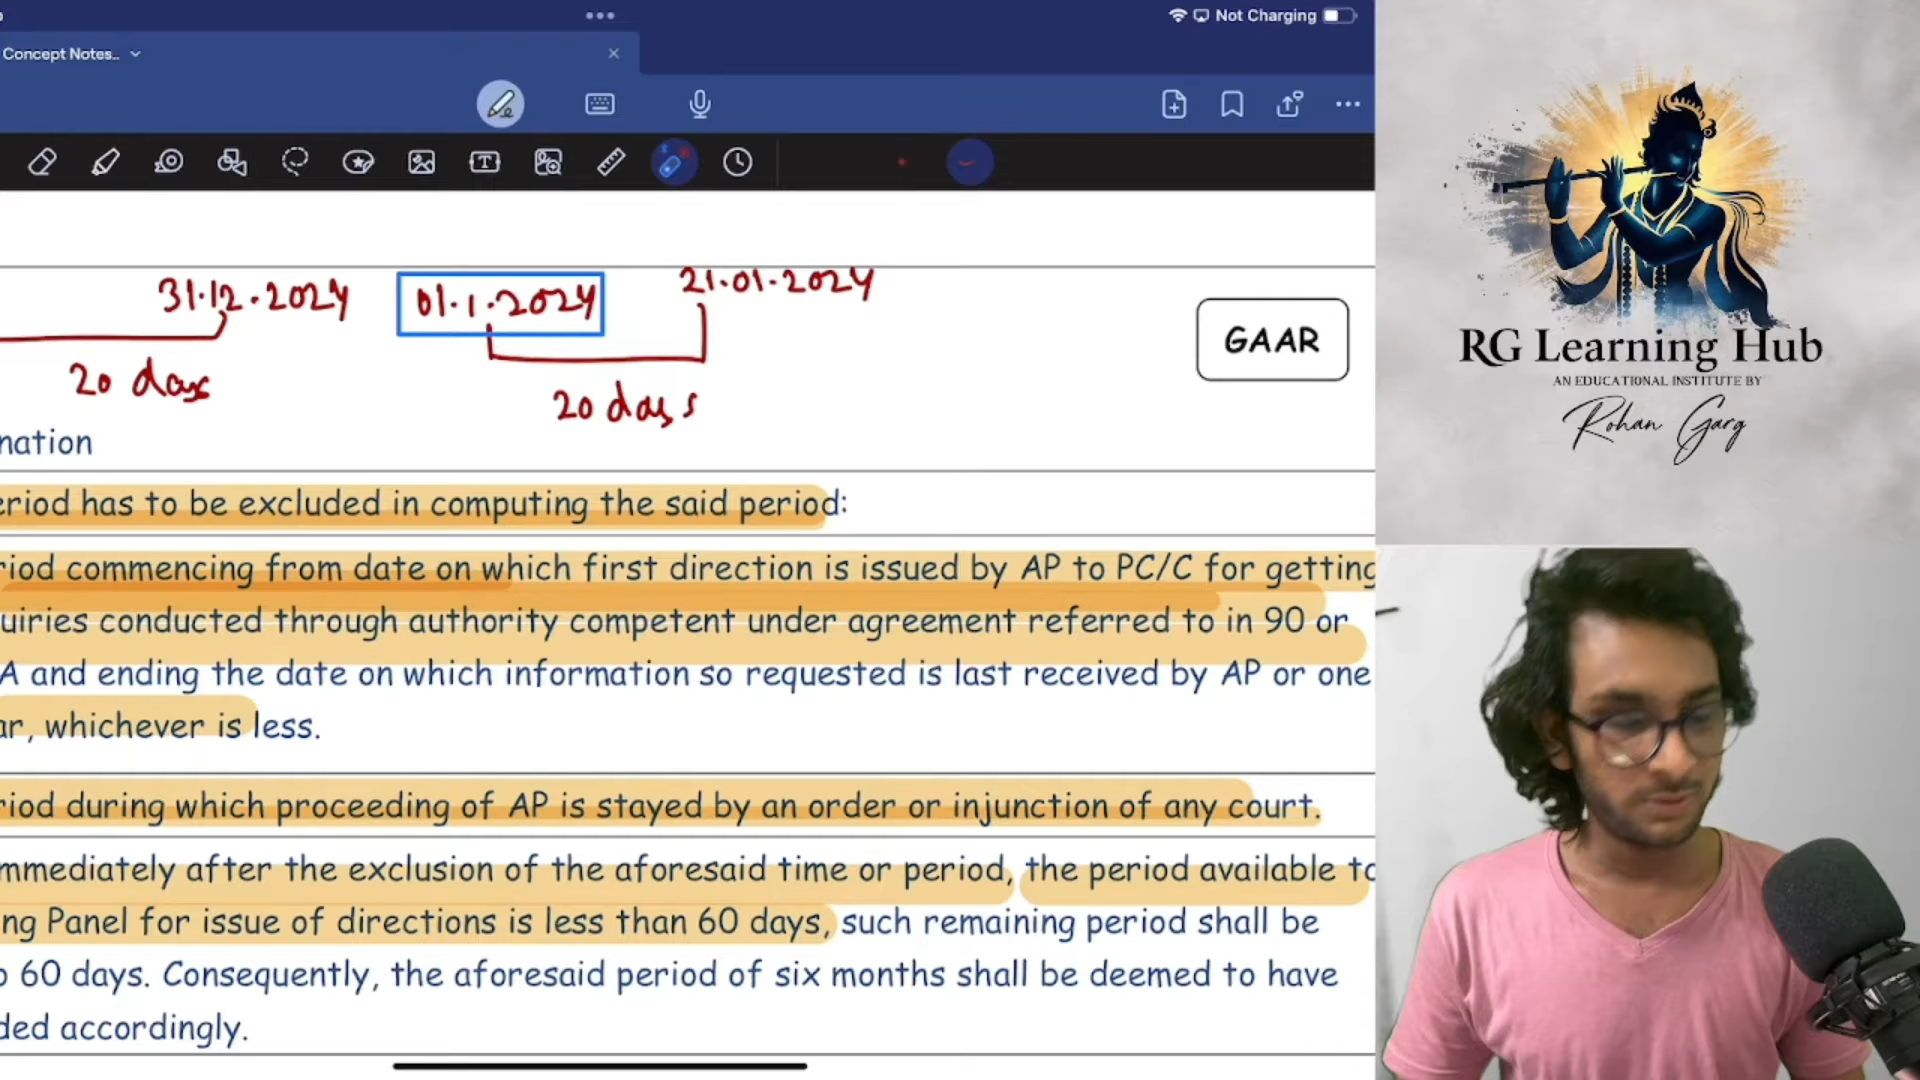 Not Charging
Concept Notes..
31.12.2024
01.1.2024
21.01.2024
GAAR
20 days
20 days
nation
eriod has to be excluded in computing the said period:
riod commencing from date on which first direction is issued by AP to PC/C for getting
uiries conducted through authority competent under agreement referred to in 90 or
A and ending the date on which information so requested is last received by AP or one
ar, whichever is less.
riod during which proceeding of AP is stayed by an order or injunction of any court.
mmediately after the exclusion of the aforesaid time or period, the period available to
ng Panel for issue of directions is less than 60 days, such remaining period shall be
o 60 days. Consequently, the aforesaid period of six months shall be deemed to have
ded accordingly.
RG Learning Hub
AN EDUCATIONAL INSTITUTE BY
Rohan Garg